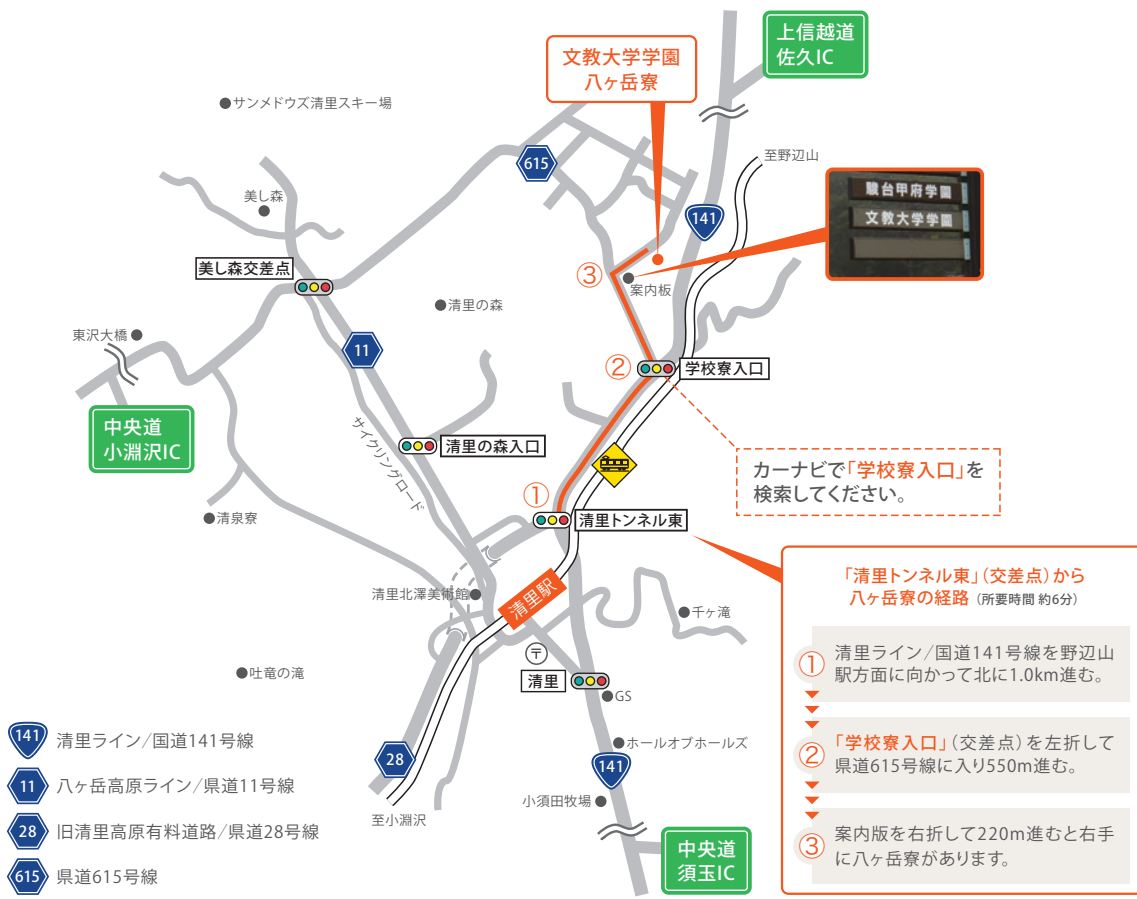 上信越道
佐久IC
文教大学学園
八ヶ岳寮
サンメドウズ清里スキー場
615
至野辺山
駿台甲府学園
文教大学学園
美し森
141
美し森交差点
③
案内板
清里の森
東沢大橋
11
②
学校寮入口
中央道
小淵沢IC
サイクリングロード
清里の森入口
カーナビで「学校寮入口」を
検索してください。
①
清里トンネル東
清泉寮
「清里トンネル東」(交差点)から
八ヶ岳寮の経路(所要時間 約6分)
清里北澤美術館
清里駅
千ヶ滝
① 清里ライン/国道141号線を野辺山
駅方面に向かって北に1.0km進む。
〒
吐竜の滝
清里
GS
141 清里ライン/国道141号線
ホールオブホールズ
② 「学校寮入口」(交差点)を左折して
県道615号線に入り550m進む。
28
141
11 八ヶ岳高原ライン/県道11号線
小須田牧場
至小淵沢
28 旧清里高原有料道路/県道28号線
③ 案内版を右折して220m進むと右手
に八ヶ岳寮があります。
中央道
須玉IC
615 県道615号線